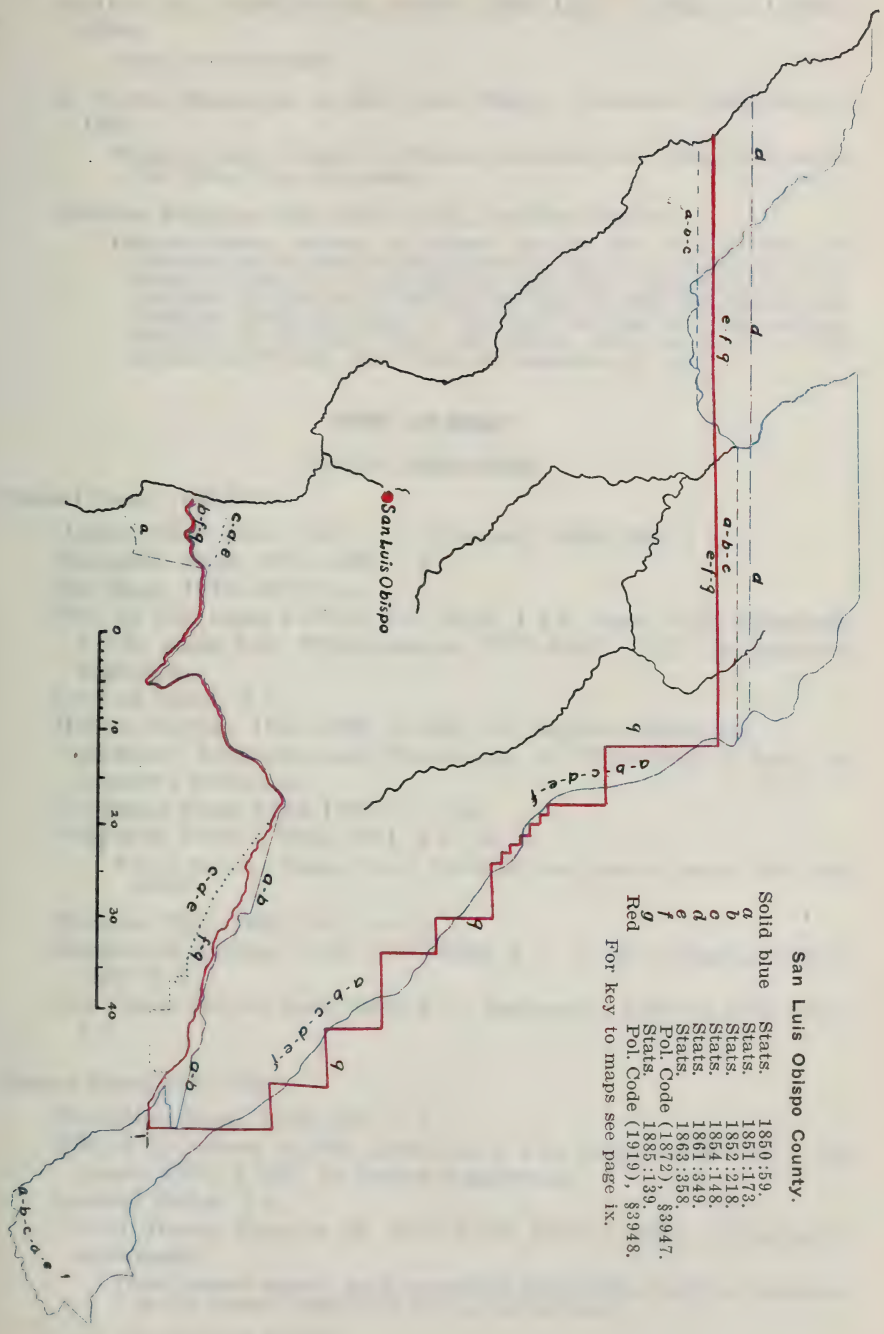 San Luis Obispo County.
Solid blue Stats. 1850:59.
a Stats. 1851:173.
b Stats. 1852:218.
c Stats. 1854:148.
d Stats. 1861:349.
e Stats. 1863:358.
f Pol. Code (1872), §3947.
g Stats. 1885:139.
Red Pol. Code (1919), §3948.
For key to maps see page ix.
d
d
d
a-b-c
e-f-g
a-b-c
e-f-g
San Luis Obispo
c-d-e
b-f-g
a
g
a-b-c-d-e-f
g
a-b-c-d-e-f
g
a-b
c-d-e
f-g
a-b
0
10
20
30
40